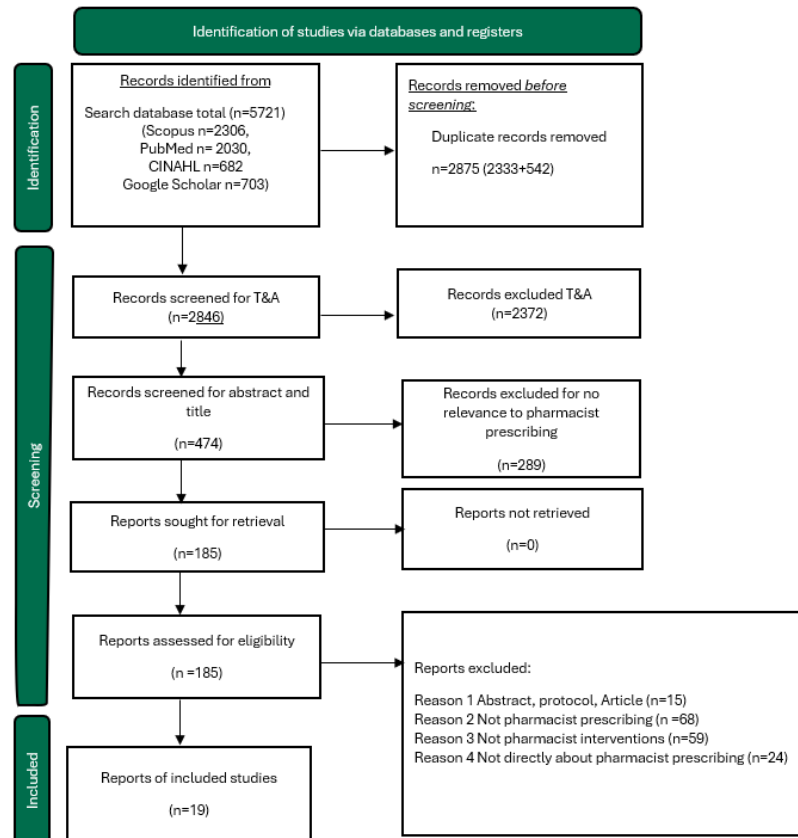 Identification of studies via databases and registers
Identification
Records identified from
Search database total (n=5721)
(Scopus n=2306,
PubMed n= 2030,
CINAHL n=682
Google Scholar n=703)
Records removed before
screening:
Duplicate records removed
n=2875 (2333+542)
Screening
Records screened for T&A
(n=2846)
Records excluded T&A
(n=2372)
Records screened for abstract and
title
(n=474)
Records excluded for no
relevance to pharmacist
prescribing
(n=289)
Reports sought for retrieval
(n=185)
Reports not retrieved
(n=0)
Reports assessed for eligibility
(n =185)
Reports excluded:
Reason 1 Abstract, protocol, Article (n=15)
Reason 2 Not pharmacist prescribing (n =68)
Reason 3 Not pharmacist interventions (n=59)
Reason 4 Not directly about pharmacist prescribing (n=24)
Included
Reports of included studies
(n=19)